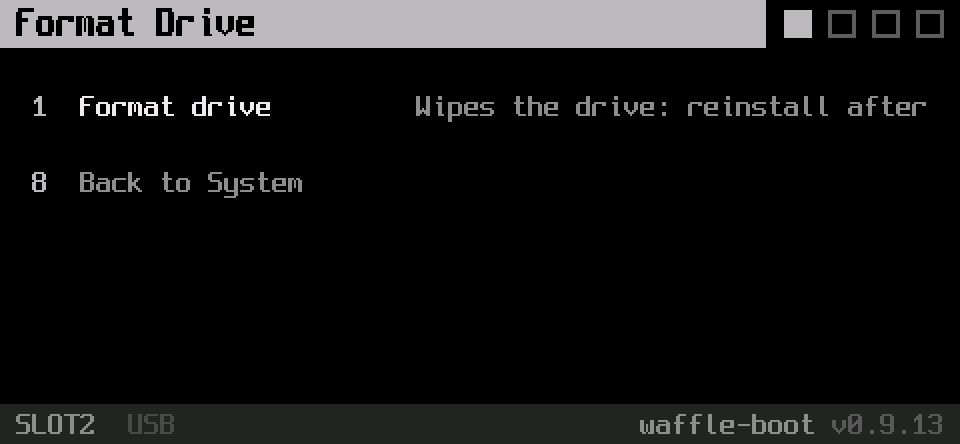 Format Drive
1 Format drive Wipes the drive: reinstall after
8 Back to System
SLOT2 USB waffle-boot v0.9.13